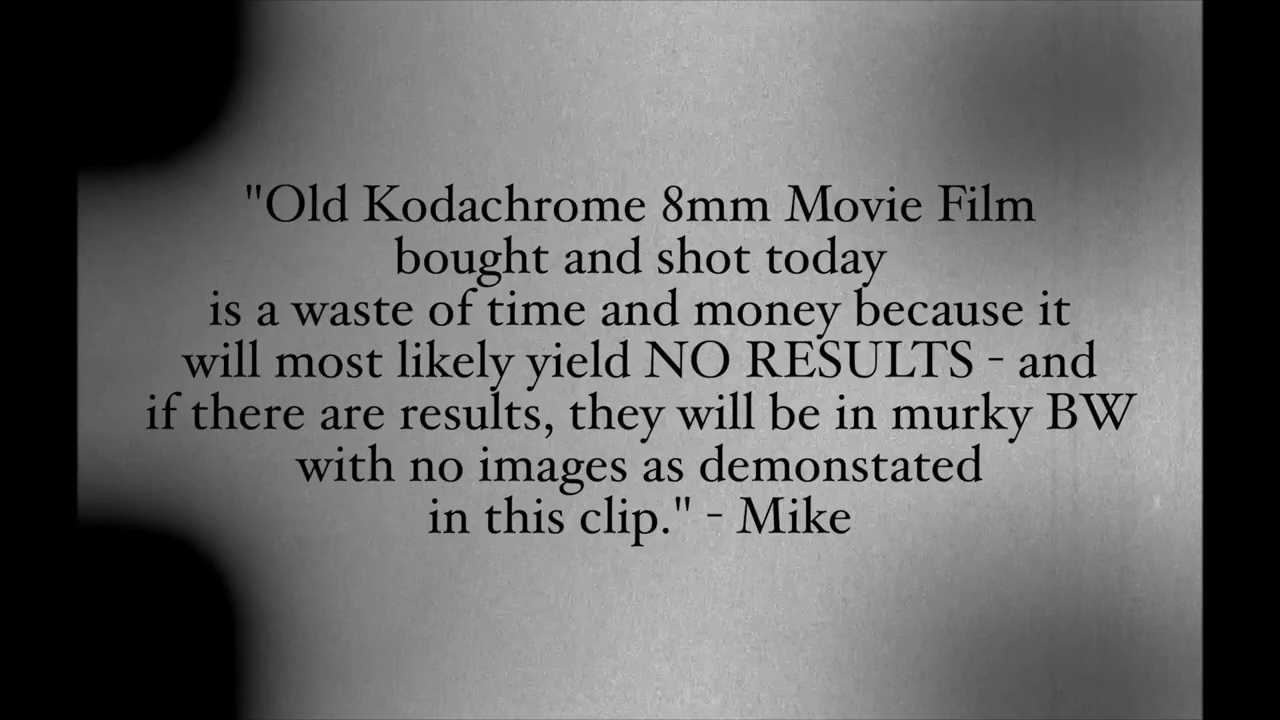 "Old Kodachrome 8mm Movie Film
bought and shot today
is a waste of time and money because it
will most likely yield NO RESULTS - and
if there are results, they will be in murky BW
with no images as demonstated
in this clip." - Mike